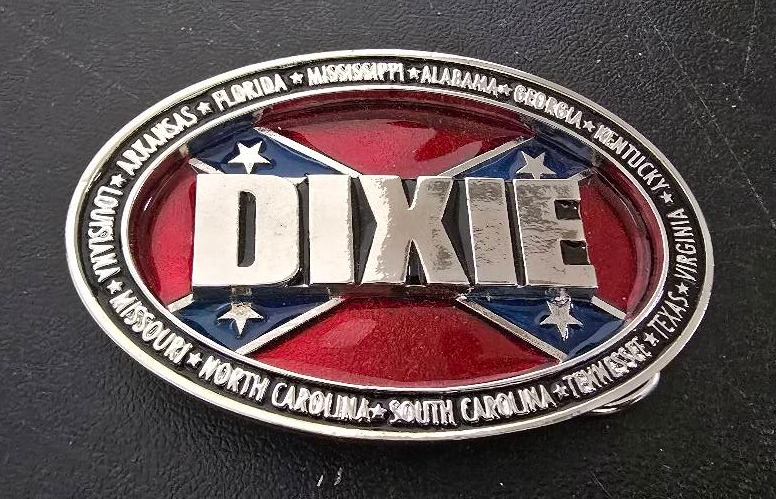 ARKANSAS ★ FLORIDA ★ MISSISSIPPI ★ ALABAMA ★ GEORGIA ★ KENTUCKY ★ VIRGINIA
DIXIE
LOUISIANA ★ MISSOURI ★ NORTH CAROLINA ★ SOUTH CAROLINA ★ TENNESSEE ★ TEXAS ★